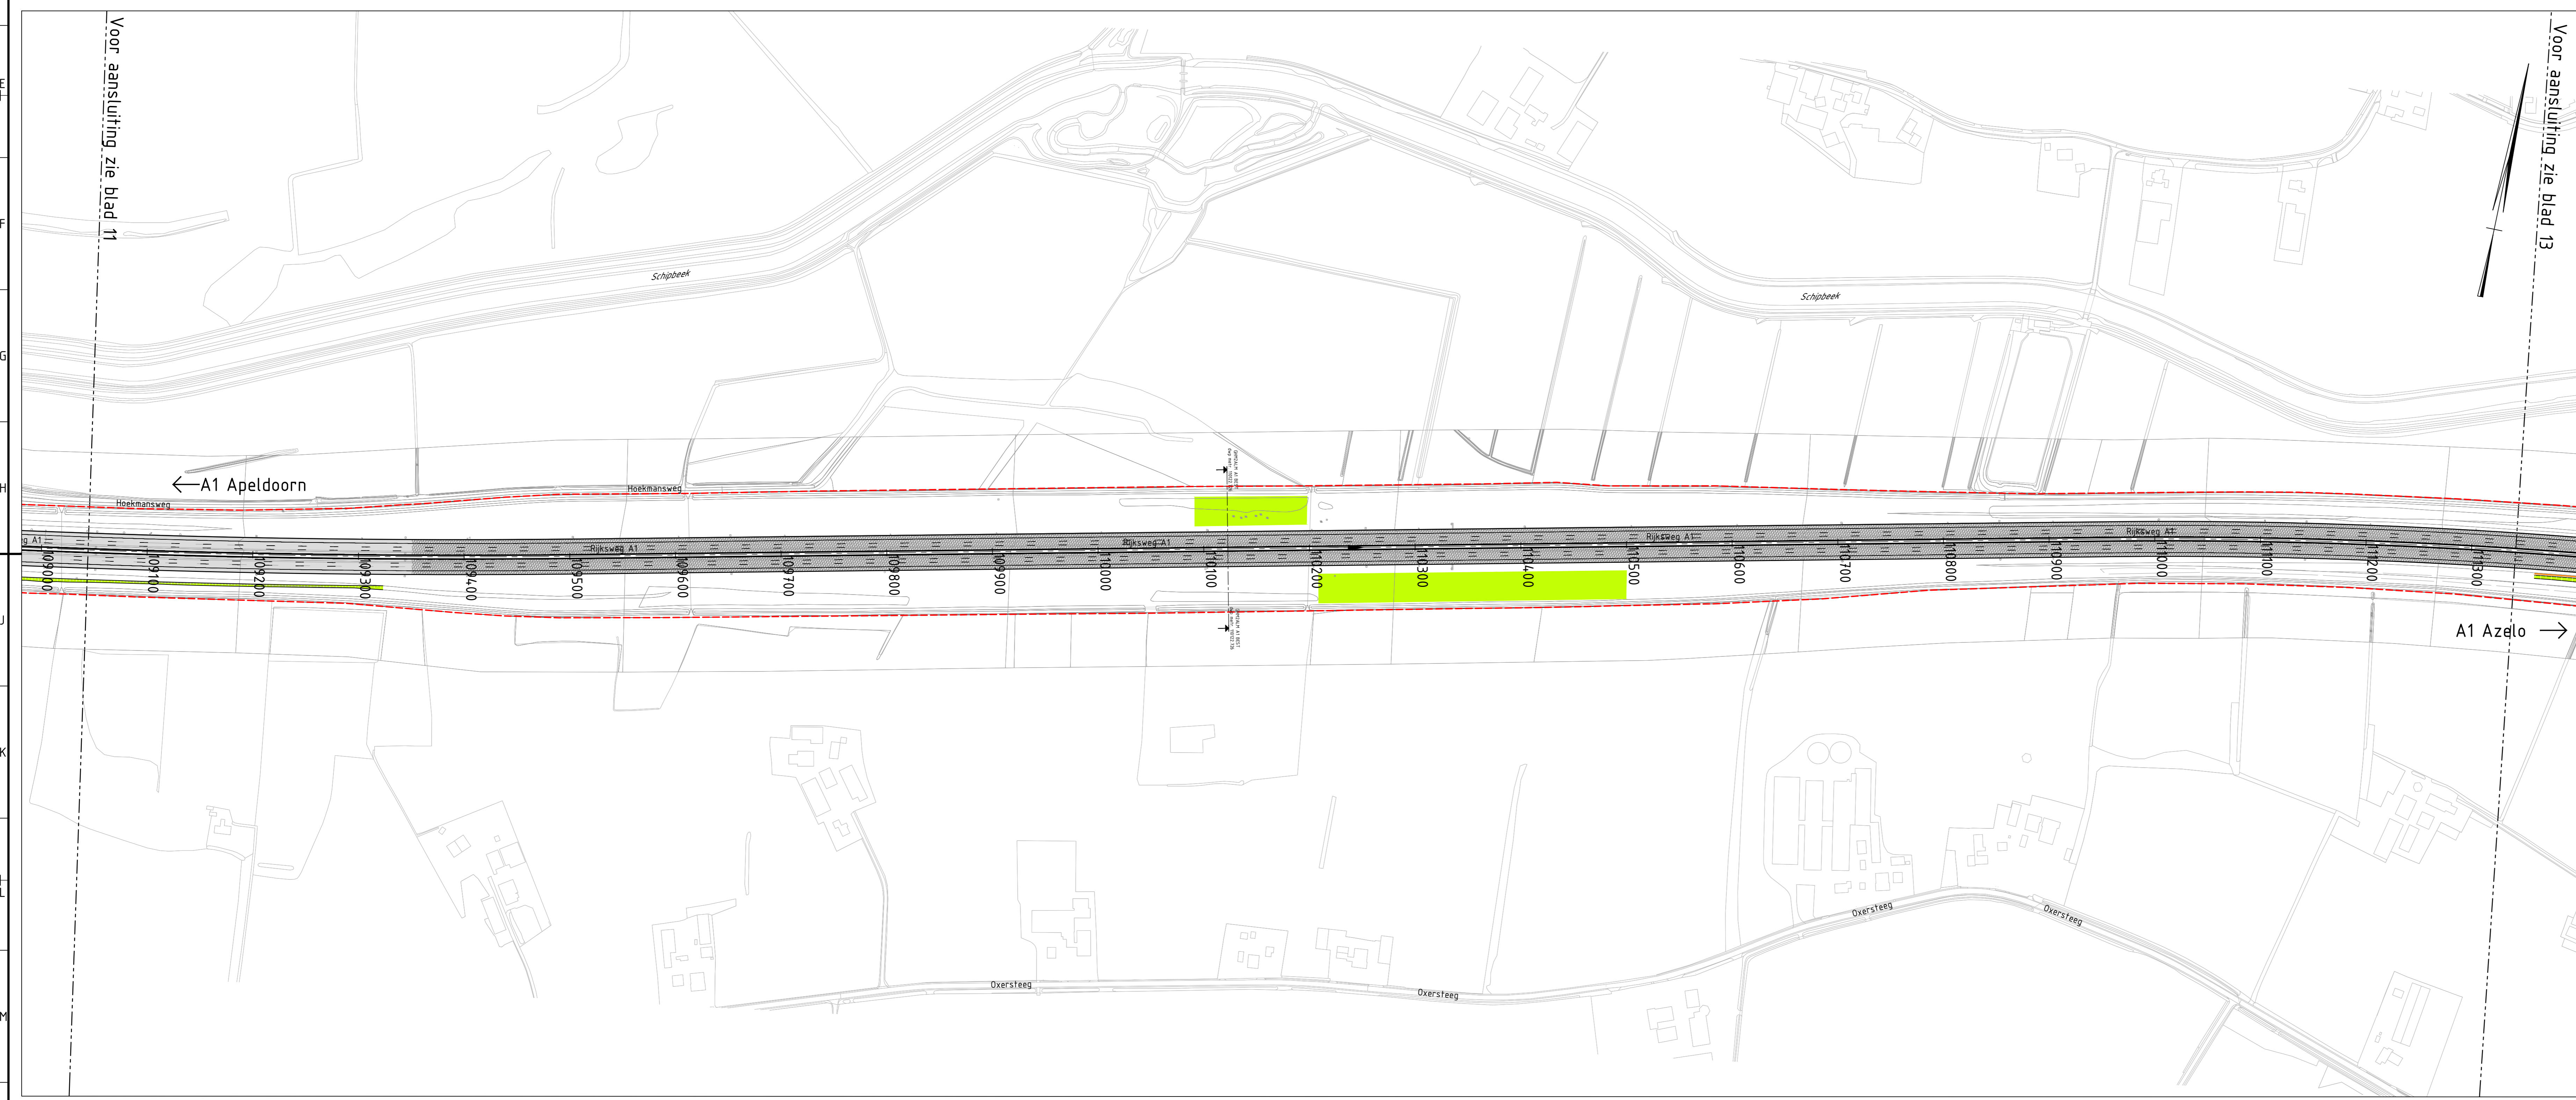 Voor aansluiting zie blad 11
Voor aansluiting zie blad 13
E
F
G
H
J
K
L
M
Schipbeek
Schipbeek
A1 Apeldoorn
Hoekmansweg
Hoekmansweg
g A1
Rijksweg A1
Rijksweg A1
Rijksweg A1
Rijksweg A1
109000
109100
109200
109300
109400
109500
109600
109700
109800
109900
110000
110100
110200
110300
110400
110500
110600
110700
110800
110900
111000
111100
111200
111300
A1 Azelo
Oxersteeg
Oxersteeg
Oxersteeg
Oxersteeg